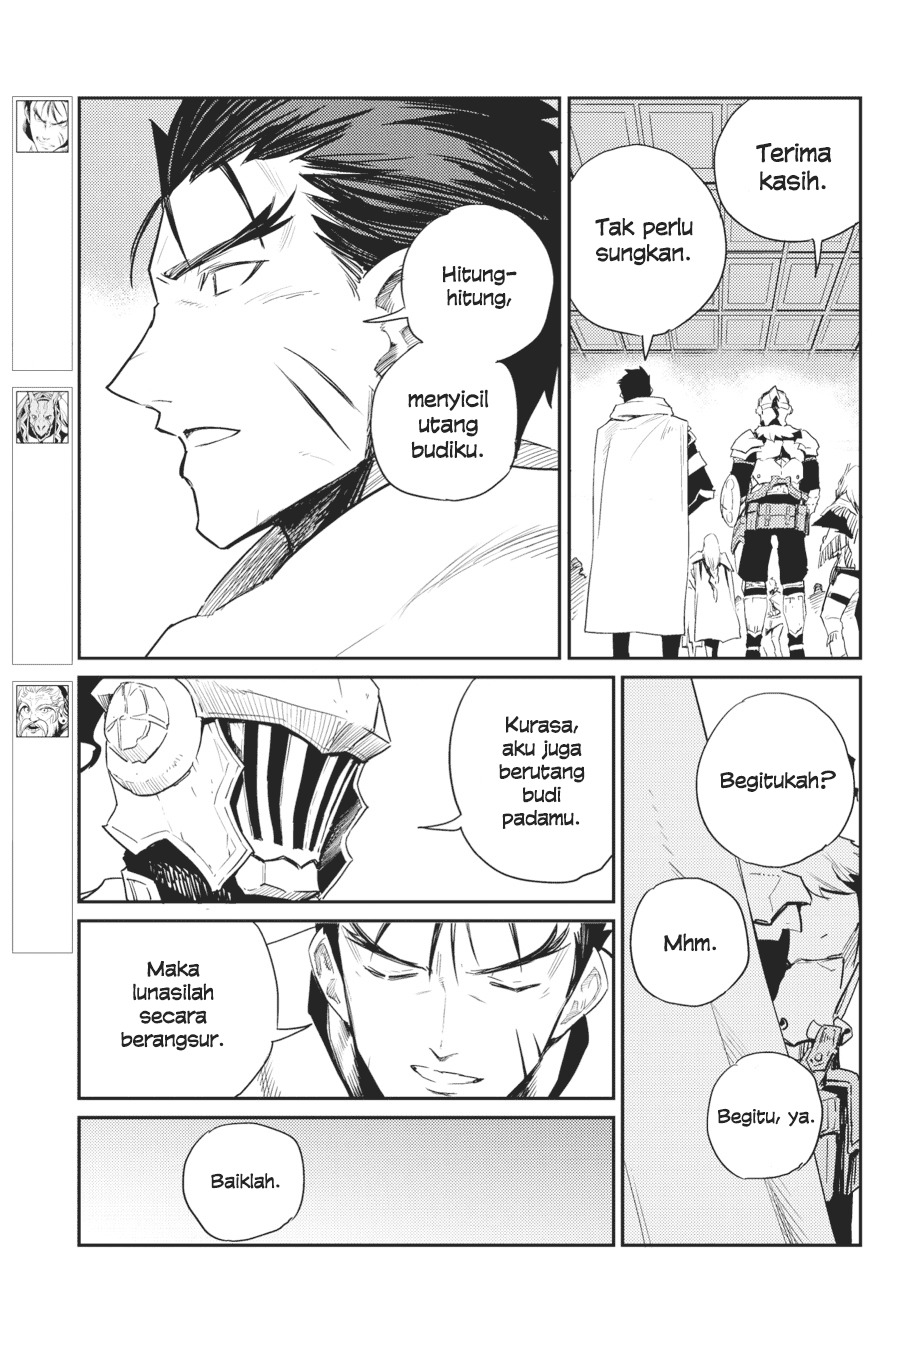 Terima
kasih.
Tak perlu
sungkan.
Hitung-
hitung,
menyicil
utang
budiku.
Begitukah?
Mhm.
Begitu, ya.
Kurasa,
aku juga
berutang
budi
padamu.
Maka
lunasilah
secara
berangsur.
Baiklah.